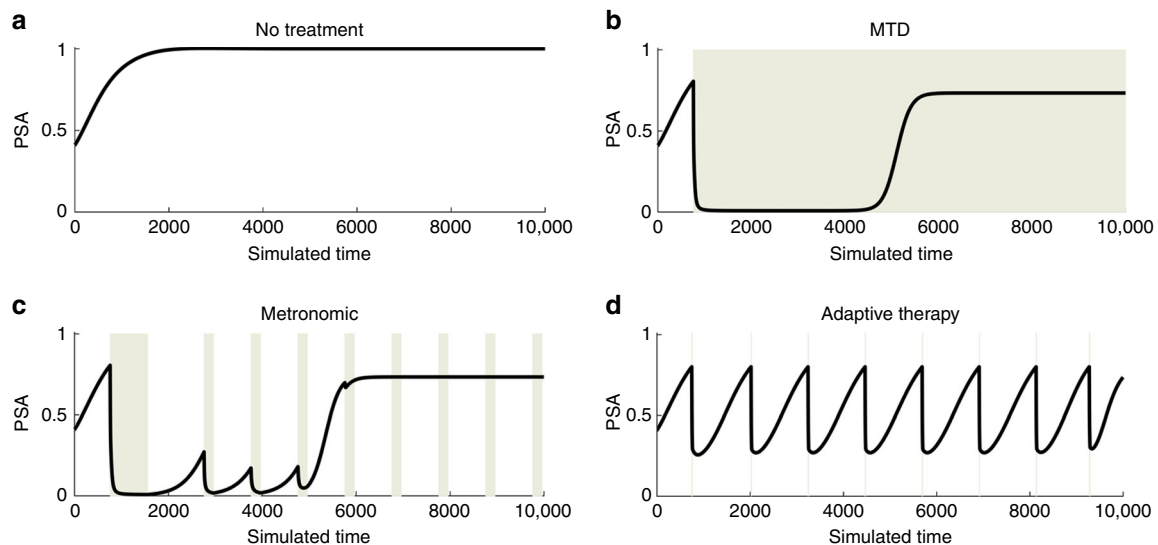 a
No treatment
PSA
1
0.5
0
0 2000 4000 6000 8000 10,000
Simulated time
b
MTD
PSA
1
0.5
0
0 2000 4000 6000 8000 10,000
Simulated time
c
Metronomic
PSA
1
0.5
0
0 2000 4000 6000 8000 10,000
Simulated time
d
Adaptive therapy
PSA
1
0.5
0
0 2000 4000 6000 8000 10,000
Simulated time